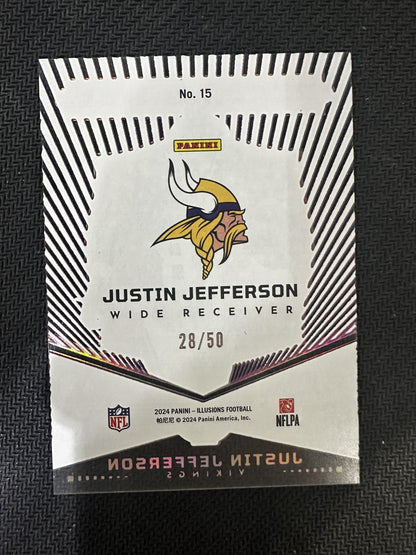 No. 15
PANINI
JUSTIN JEFFERSON
WIDE RECEIVER
28/50
2024 PANINI – ILLUSIONS FOOTBALL
帕尼尼 © 2024 Panini America, Inc.
NFL
NFLPA
JUSTIN JEFFERSON
VIKINGS